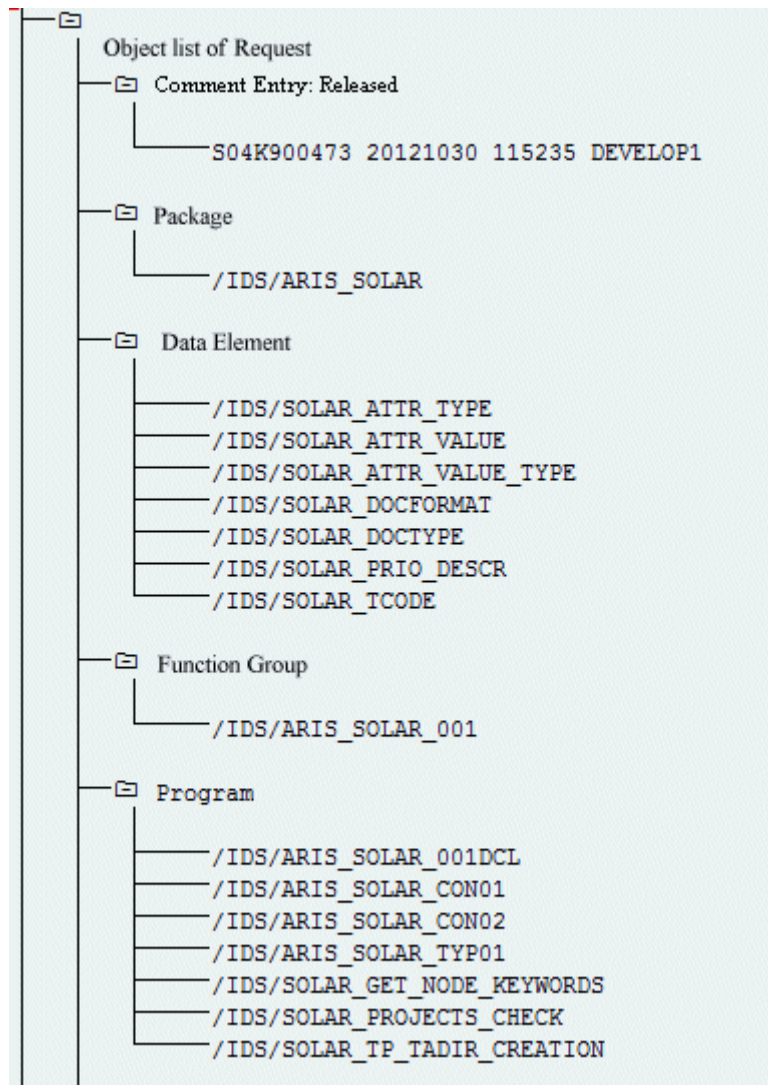 Object list of Request
Comment Entry: Released
S04K900473 20121030 115235 DEVELOP1
Package
/IDS/ARIS_SOLAR
Data Element
/IDS/SOLAR_ATTR_TYPE
/IDS/SOLAR_ATTR_VALUE
/IDS/SOLAR_ATTR_VALUE_TYPE
/IDS/SOLAR_DOCFORMAT
/IDS/SOLAR_DOCTYPE
/IDS/SOLAR_PRIO_DESCR
/IDS/SOLAR_TCODE
Function Group
/IDS/ARIS_SOLAR_001
Program
/IDS/ARIS_SOLAR_001DCL
/IDS/ARIS_SOLAR_CON01
/IDS/ARIS_SOLAR_CON02
/IDS/ARIS_SOLAR_TYP01
/IDS/SOLAR_GET_NODE_KEYWORDS
/IDS/SOLAR_PROJECTS_CHECK
/IDS/SOLAR_TP_TADIR_CREATION